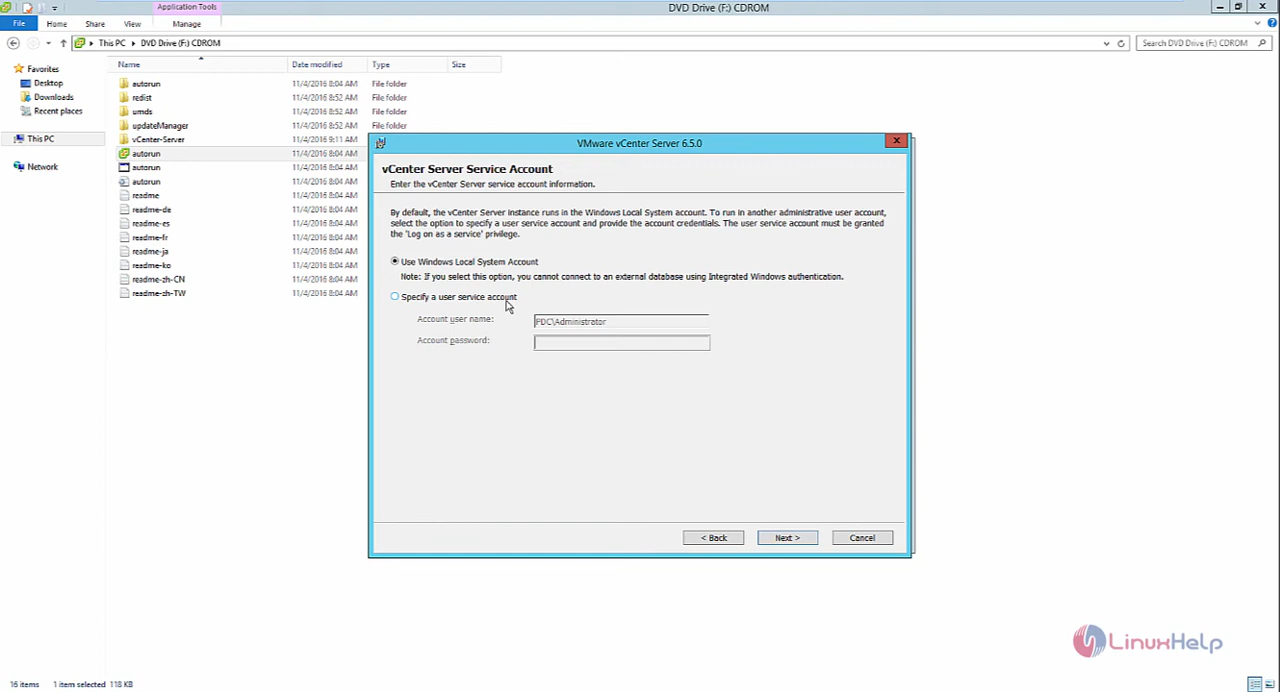 Application Tools
DVD Drive (F:) CDROM
File Home Share View Manage
This PC DVD Drive (F:) CDROM
Search DVD Drive (F:) CDROM
Name Date modified Type Size
Favorites
Desktop
Downloads
Recent places
This PC
Network
autorun 11/4/2016 8:04 AM File folder
redist 11/4/2016 8:52 AM File folder
umds 11/4/2016 8:52 AM File folder
updateManager 11/4/2016 8:52 AM File folder
vCenter-Server 11/4/2016 9:11 AM File folder
autorun 11/4/2016 8:04 AM
autorun 11/4/2016 8:04 AM
autorun 11/4/2016 8:04 AM
readme 11/4/2016 8:04 AM
readme-de 11/4/2016 8:04 AM
readme-es 11/4/2016 8:04 AM
readme-fr 11/4/2016 8:04 AM
readme-ja 11/4/2016 8:04 AM
readme-ko 11/4/2016 8:04 AM
readme-zh-CN 11/4/2016 8:04 AM
readme-zh-TW 11/4/2016 8:04 AM
VMware vCenter Server 6.5.0
vCenter Server Service Account
Enter the vCenter Server service account information.
By default, the vCenter Server instance runs in the Windows Local System account. To run in another administrative user account,
select the option to specify a user service account and provide the account credentials. The user service account must be granted
the 'Log on as a service' privilege.
Use Windows Local System Account
Note: If you select this option, you cannot connect to an external database using Integrated Windows authentication.
Specify a user service account
Account user name: PDC\Administrator
Account password:
< Back Next > Cancel
LinuxHelp
16 items 1 item selected 118 KB